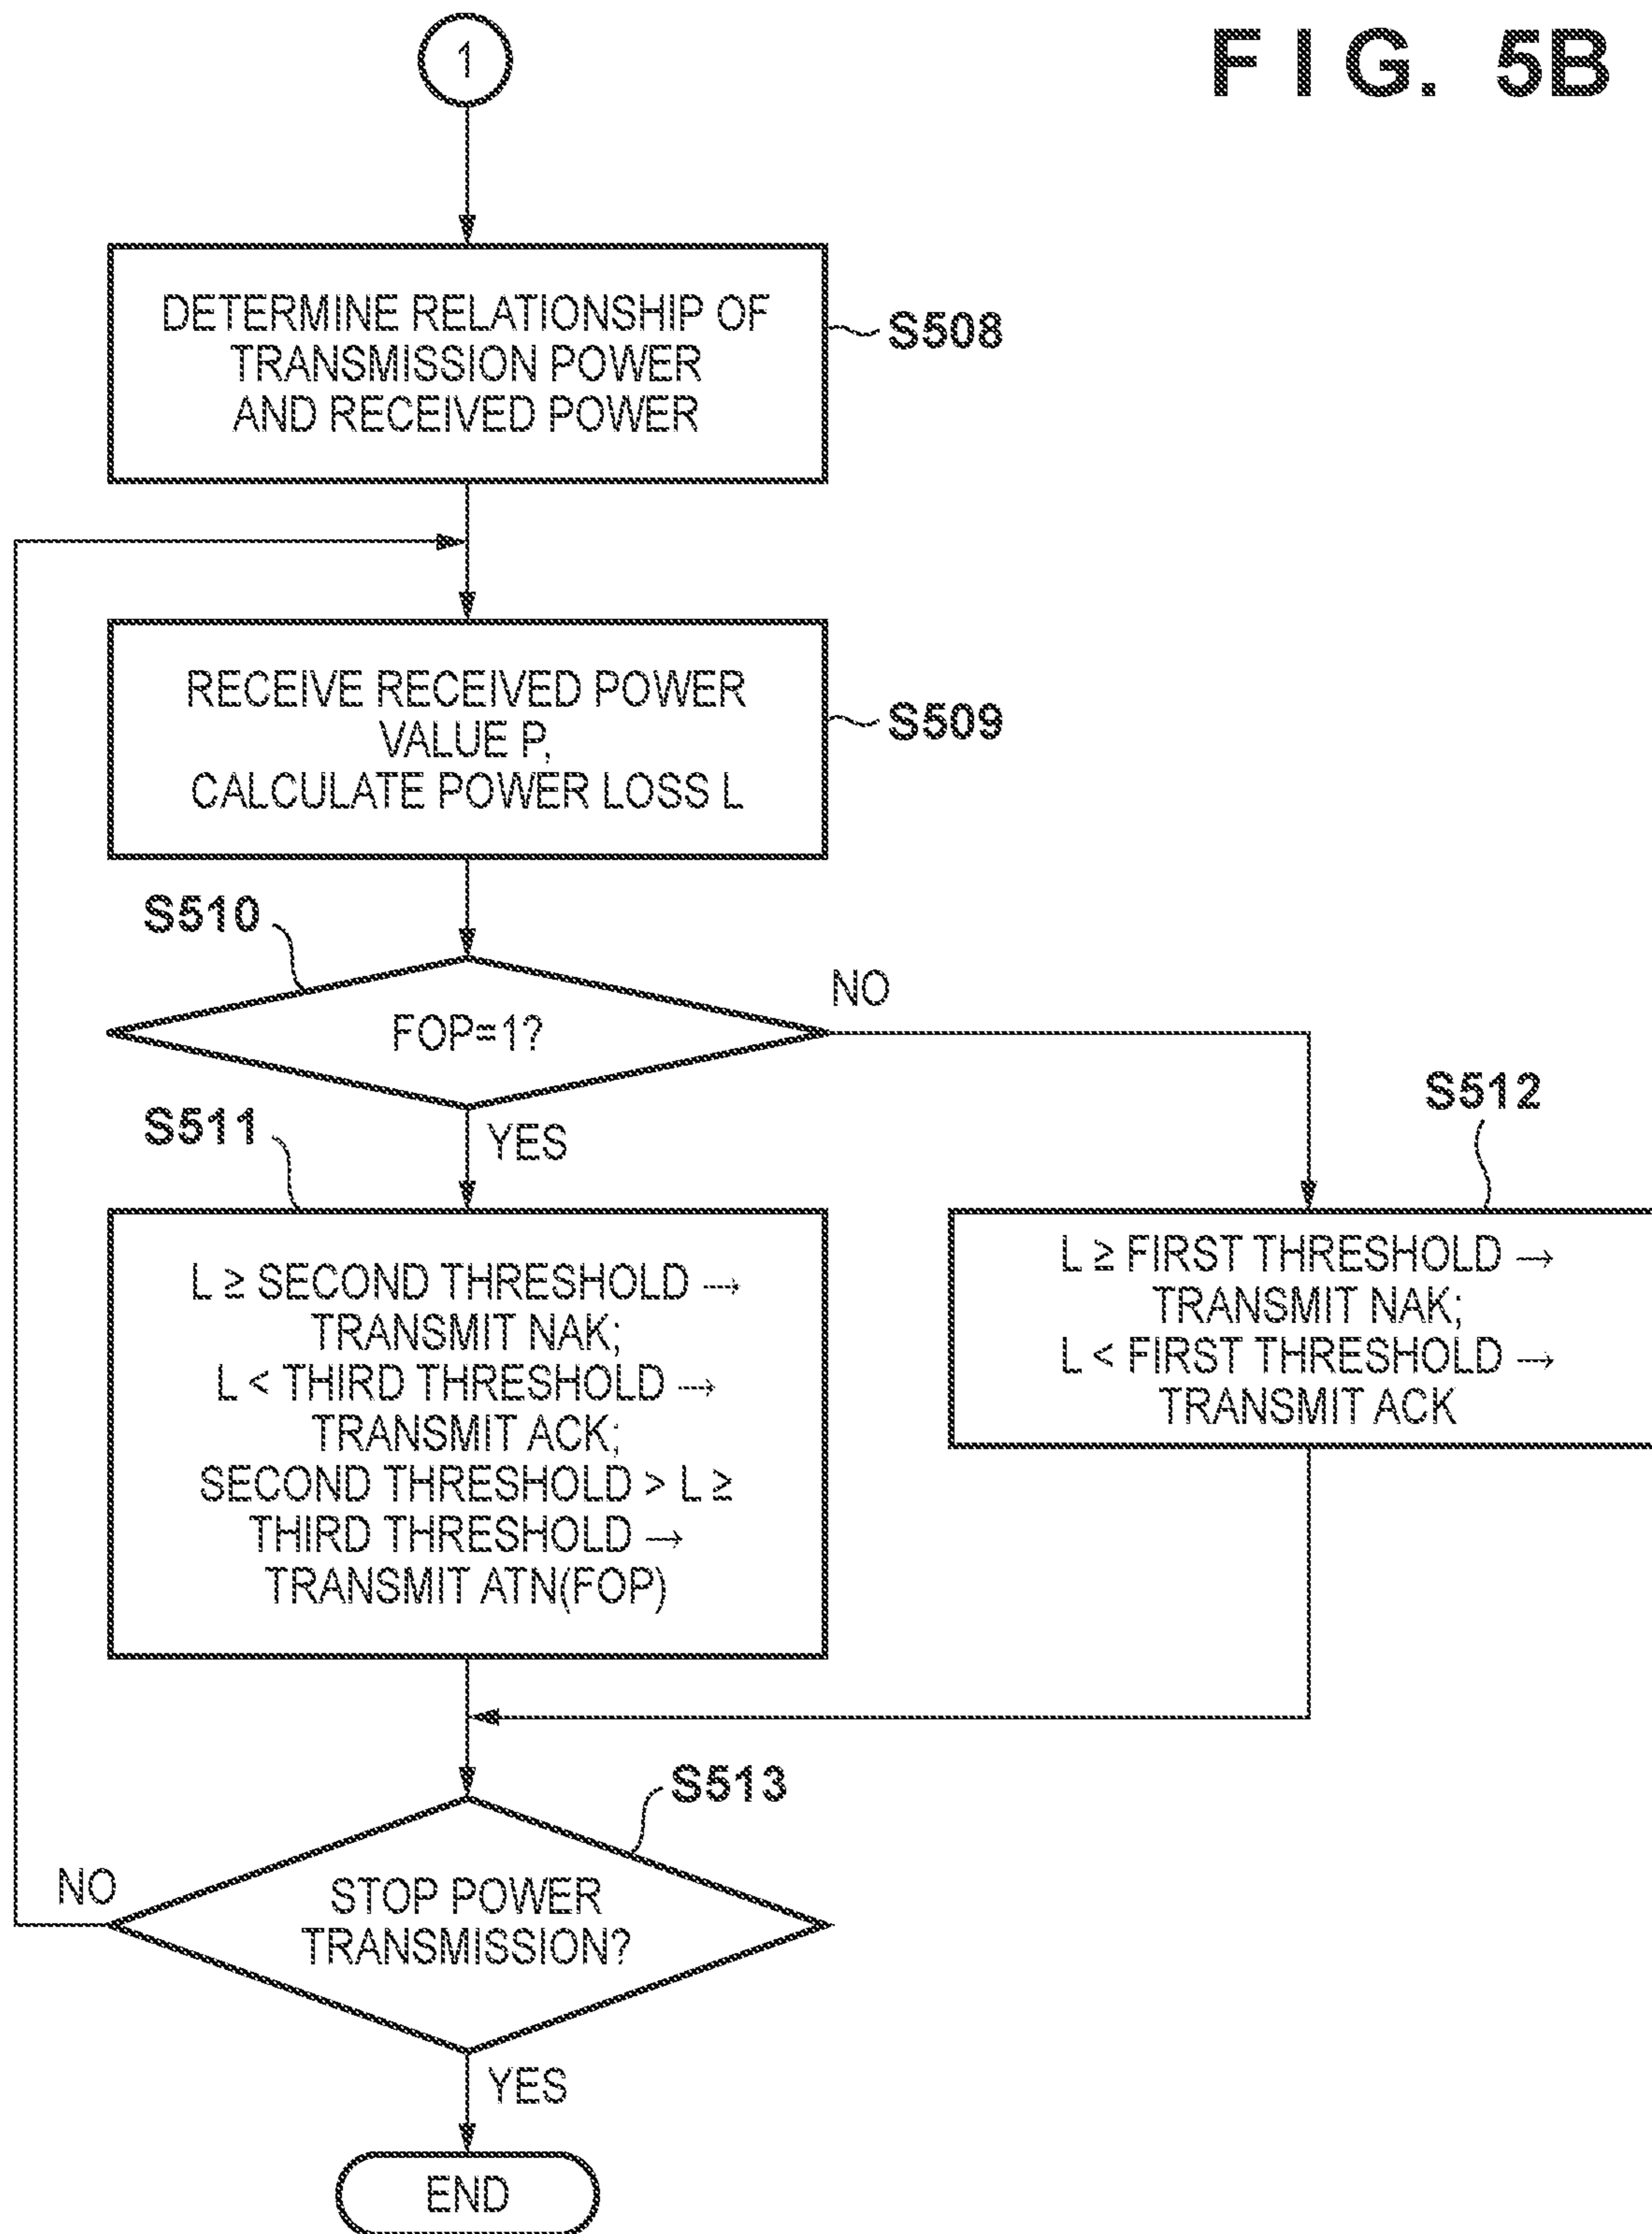 FIG. 5B
1
DETERMINE RELATIONSHIP OF
TRANSMISSION POWER
AND RECEIVED POWER
S508
RECEIVE RECEIVED POWER
VALUE P,
CALCULATE POWER LOSS L
S509
S510
FOP=1?
NO
YES
S511
L ≥ SECOND THRESHOLD →
TRANSMIT NAK;
L < THIRD THRESHOLD →
TRANSMIT ACK;
SECOND THRESHOLD > L ≥
THIRD THRESHOLD →
TRANSMIT ATN(FOP)
S512
L ≥ FIRST THRESHOLD →
TRANSMIT NAK;
L < FIRST THRESHOLD →
TRANSMIT ACK
S513
STOP POWER
TRANSMISSION?
NO
YES
END